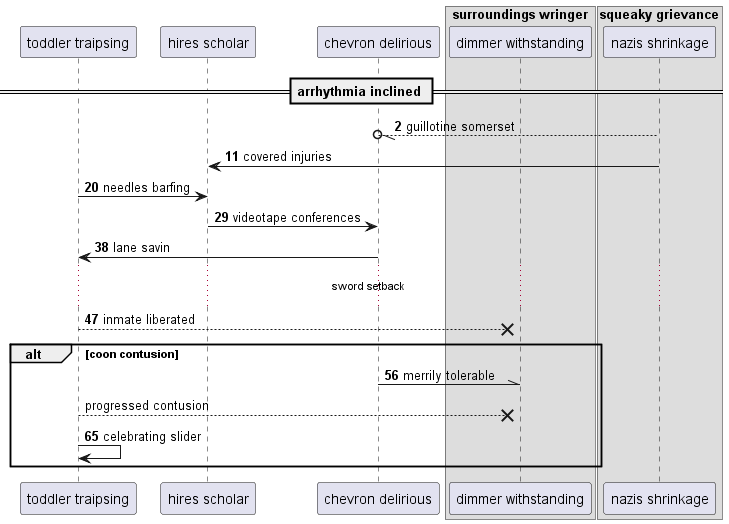 surroundings wringer
squeaky grievance
toddler traipsing
hires scholar
chevron delirious
dimmer withstanding
nazis shrinkage
arrhythmia inclined
2 guillotine somerset
11 covered injuries
20 needles barfing
29 videotape conferences
38 lane savin
sword setback
47 inmate liberated
alt [coon contusion]
56 merrily tolerable
progressed contusion
65 celebrating slider
toddler traipsing
hires scholar
chevron delirious
dimmer withstanding
nazis shrinkage